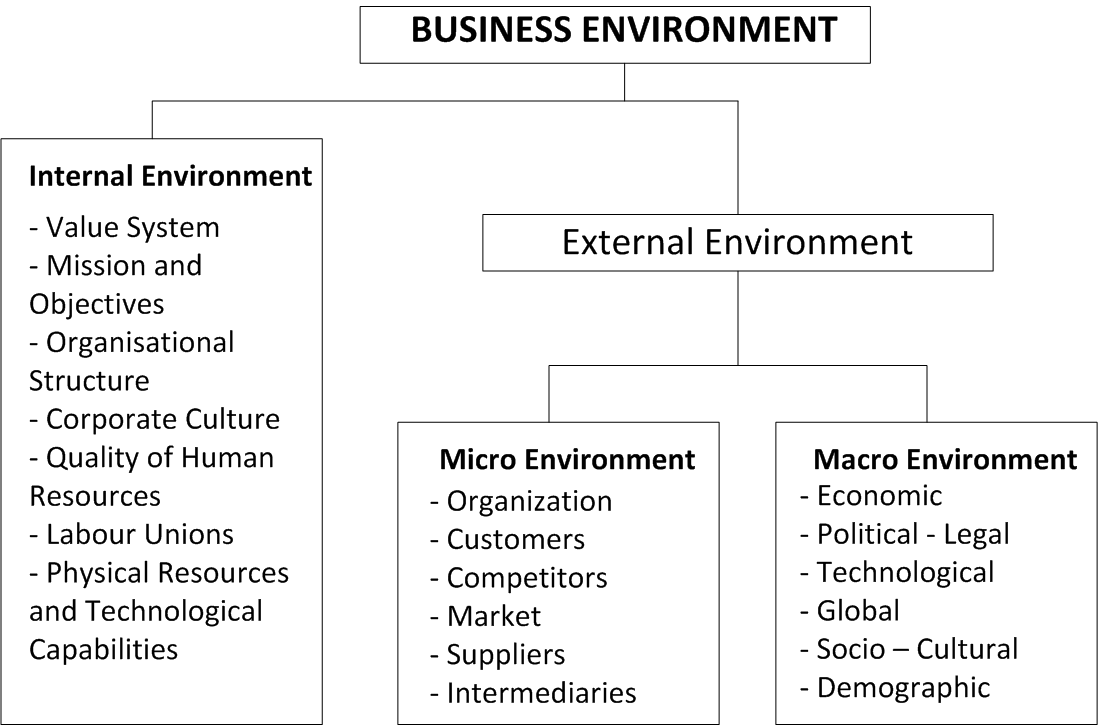 BUSINESS ENVIRONMENT
Internal Environment
- Value System
- Mission and
Objectives
- Organisational
Structure
- Corporate Culture
- Quality of Human
Resources
- Labour Unions
- Physical Resources
and Technological
Capabilities
External Environment
Micro Environment
- Organization
- Customers
- Competitors
- Market
- Suppliers
- Intermediaries
Macro Environment
- Economic
- Political - Legal
- Technological
- Global
- Socio – Cultural
- Demographic